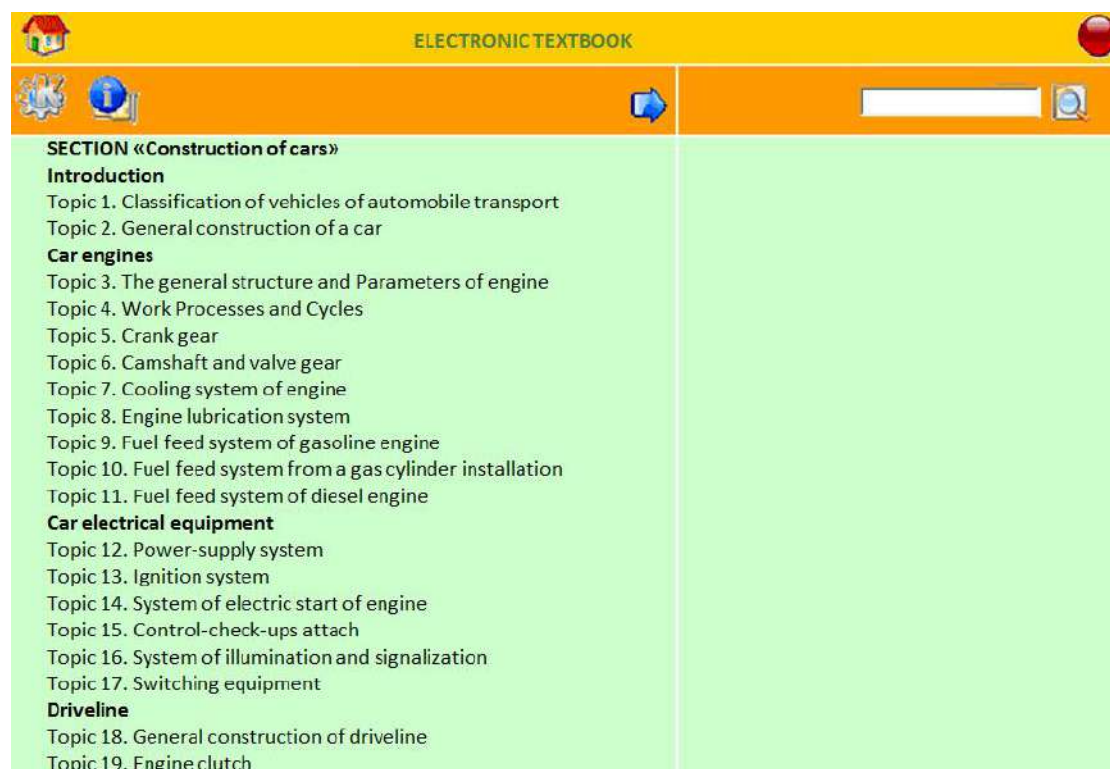 ELECTRONIC TEXTBOOK
SECTION «Construction of cars»
Introduction
Topic 1. Classification of vehicles of automobile transport
Topic 2. General construction of a car
Car engines
Topic 3. The general structure and Parameters of engine
Topic 4. Work Processes and Cycles
Topic 5. Crank gear
Topic 6. Camshaft and valve gear
Topic 7. Cooling system of engine
Topic 8. Engine lubrication system
Topic 9. Fuel feed system of gasoline engine
Topic 10. Fuel feed system from a gas cylinder installation
Topic 11. Fuel feed system of diesel engine
Car electrical equipment
Topic 12. Power-supply system
Topic 13. Ignition system
Topic 14. System of electric start of engine
Topic 15. Control-check-ups attach
Topic 16. System of illumination and signalization
Topic 17. Switching equipment
Driveline
Topic 18. General construction of driveline
Topic 19. Engine clutch